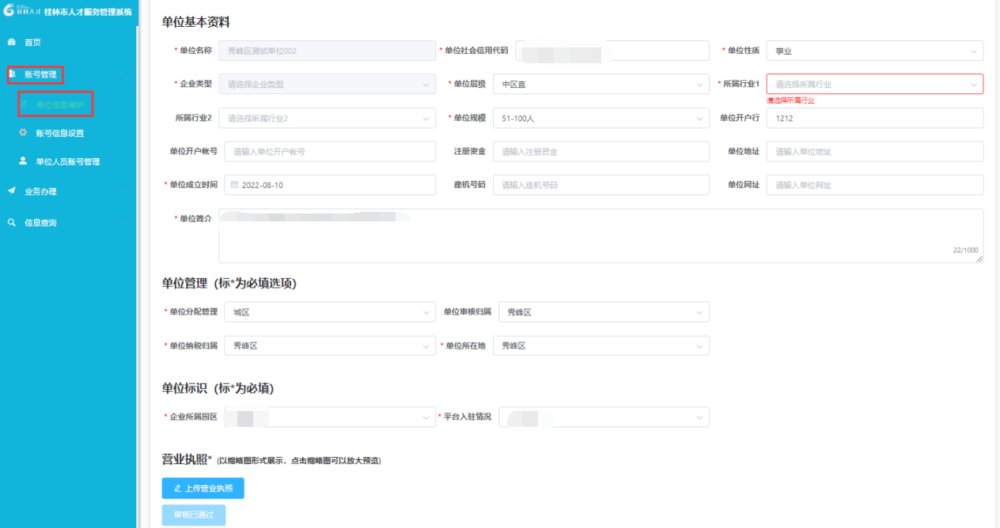 桂林人才 桂林市人才服务管理系统
首页
账号管理
单位信息维护
账号信息设置
单位人员账号管理
业务办理
信息查询
单位基本资料
* 单位名称 秀峰区测试单位002 * 单位社会信用代码 * 单位性质 事业
* 企业类型 请选择企业类型 * 单位层级 中区直 * 所属行业1 请选择所属行业
请选择所属行业
所属行业2 请选择所属行业2 * 单位规模 51-100人 单位开户行 1212
单位开户帐号 请输入单位开户帐号 注册资金 请输入注册资金 单位地址 请输入单位地址
* 单位成立时间 2022-08-10 座机号码 请输入座机号码 单位网址 请输入单位网址
* 单位简介
22/1000
单位管理（标*为必填选项)
* 单位分配管理 城区 单位审核归属 秀峰区
* 单位纳税归属 秀峰区 * 单位所在地 秀峰区
单位标识（标*为必填)
* 企业所属园区 * 平台入驻情况
营业执照* (以缩略图形式展示，点击缩略图可以放大预览)
上传营业执照
审核已通过